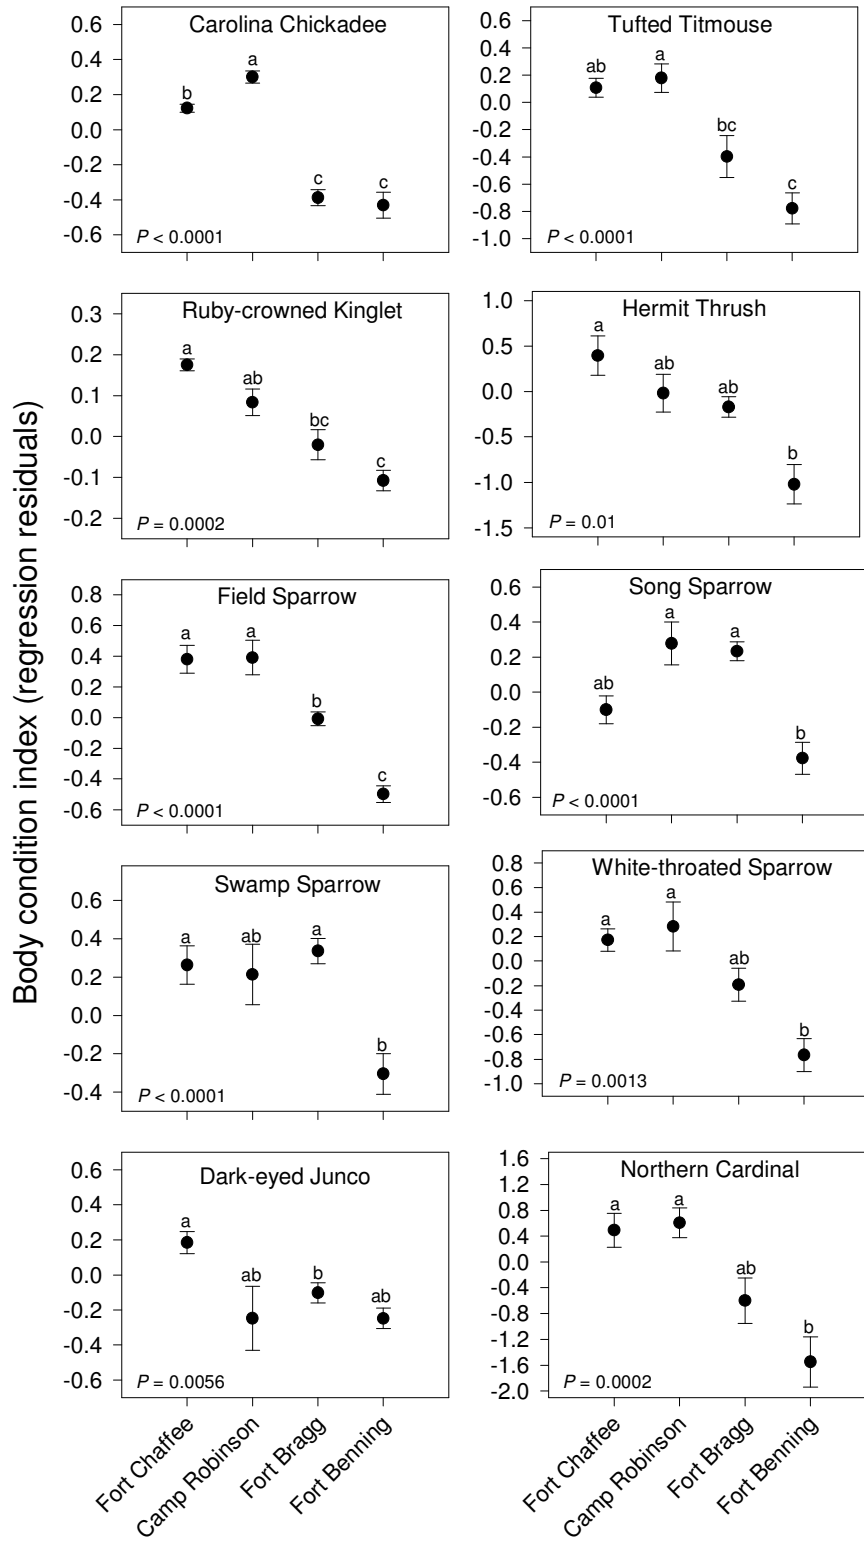 Body condition index (regression residuals)
Carolina Chickadee
0.6
0.4
0.2
0.0
-0.2
-0.4
-0.6
b
a
c
c
P < 0.0001
Tufted Titmouse
0.6
0.4
0.2
0.0
-0.2
-0.4
-0.6
-0.8
-1.0
ab
a
bc
c
P < 0.0001
Ruby-crowned Kinglet
0.3
0.2
0.1
0.0
-0.1
-0.2
a
ab
bc
c
P = 0.0002
Hermit Thrush
1.0
0.5
0.0
-0.5
-1.0
-1.5
a
ab
ab
b
P = 0.01
Field Sparrow
0.8
0.6
0.4
0.2
0.0
-0.2
-0.4
-0.6
a
a
b
c
P < 0.0001
Song Sparrow
0.6
0.4
0.2
0.0
-0.2
-0.4
-0.6
ab
a
a
b
P < 0.0001
Swamp Sparrow
0.6
0.4
0.2
0.0
-0.2
-0.4
a
ab
a
b
P < 0.0001
White-throated Sparrow
0.8
0.6
0.4
0.2
0.0
-0.2
-0.4
-0.6
-0.8
-1.0
a
a
ab
b
P = 0.0013
Dark-eyed Junco
0.6
0.4
0.2
0.0
-0.2
-0.4
-0.6
a
ab
b
ab
P = 0.0056
Northern Cardinal
1.6
1.2
0.8
0.4
0.0
-0.4
-0.8
-1.2
-1.6
-2.0
a
a
ab
b
P = 0.0002
Fort Chaffee
Camp Robinson
Fort Bragg
Fort Benning
Fort Chaffee
Camp Robinson
Fort Bragg
Fort Benning